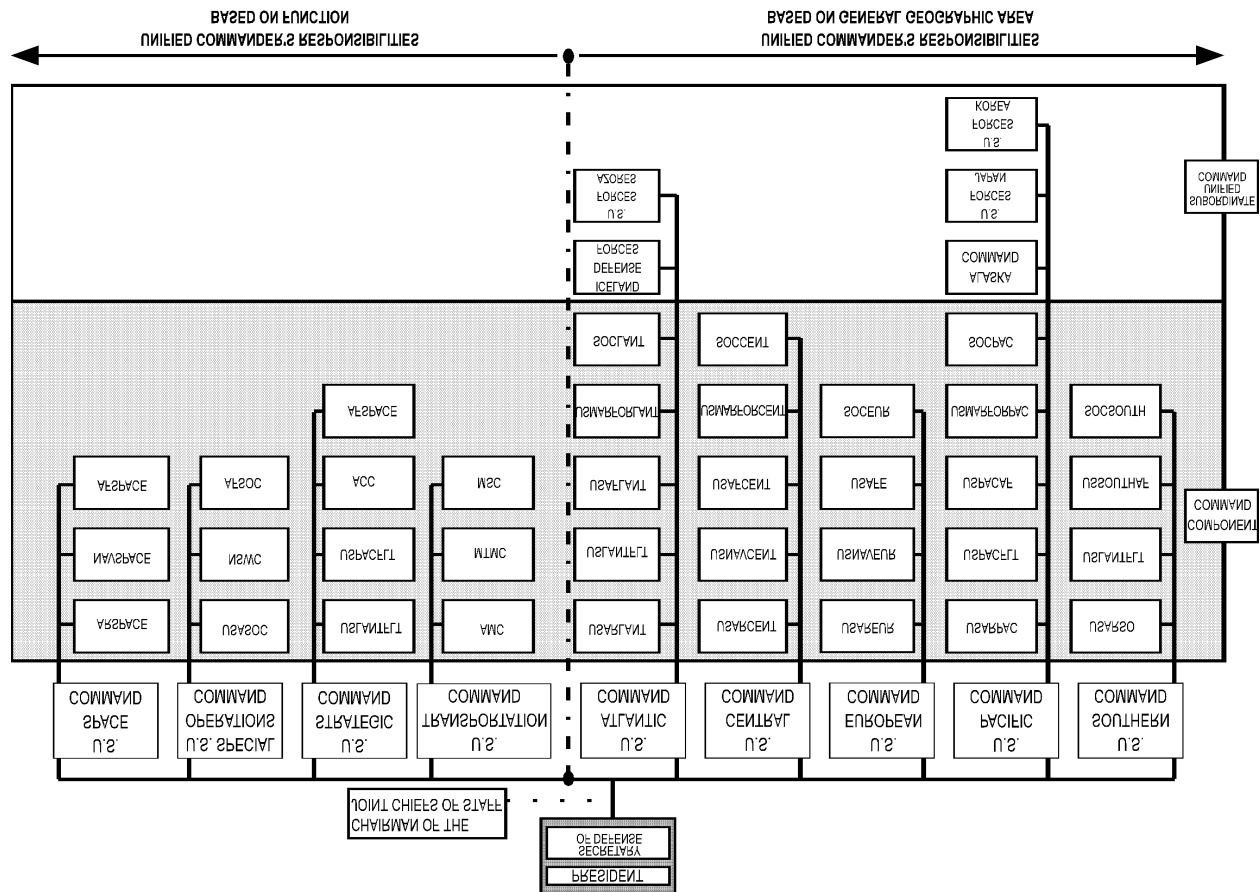 PRESIDENT
SECRETARY
OF DEFENSE
CHAIRMAN OF THE
JOINT CHIEFS OF STAFF
U.S.
SPACE
COMMAND
U.S. SPECIAL
OPERATIONS
COMMAND
U.S.
STRATEGIC
COMMAND
U.S.
TRANSPORTATION
COMMAND
U.S.
ATLANTIC
COMMAND
U.S.
CENTRAL
COMMAND
U.S.
EUROPEAN
COMMAND
U.S.
PACIFIC
COMMAND
U.S.
SOUTHERN
COMMAND
ARSPACE
USASOC
USLANTFLT
AMC
USARLANT
USARCENT
USAREUR
USARPAC
USARSO
NAVSPACE
NSWC
USPACFLT
MTMC
USLANTFLT
USNAVCENT
USNAVEUR
USPACFLT
USLANTFLT
COMPONENT
COMMAND
AFSPACE
AFSOC
ACC
MSC
USAFLANT
USAFCENT
USAFE
USPACAF
USSOUTHAF
AFSPACE
USMARFORLANT
USMARFORCENT
SOCEUR
USMARFORPAC
SOCSOUTH
SOCLANT
SOCCENT
SOCPAC
ICELAND
DEFENSE
FORCES
ALASKA
COMMAND
U.S.
FORCES
AZORES
U.S.
FORCES
JAPAN
SUBORDINATE
UNIFIED
COMMAND
U.S.
FORCES
KOREA
UNIFIED COMMANDER'S RESPONSIBILITIES
BASED ON FUNCTION
UNIFIED COMMANDER'S RESPONSIBILITIES
BASED ON GENERAL GEOGRAPHIC AREA